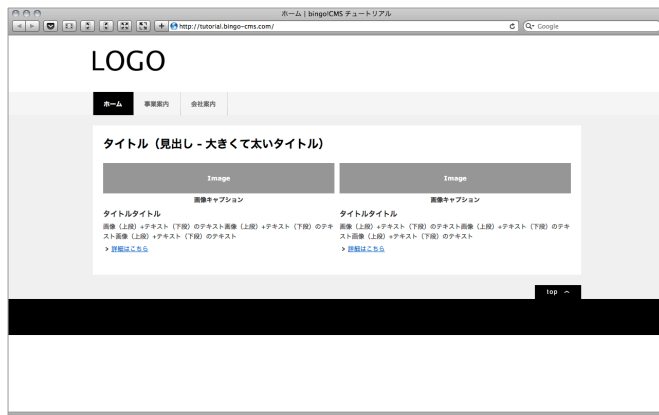 ホーム | bingo!CMS チュートリアル
http://tutorial.bingo-cms.com/
Google
LOGO
ホーム 事業案内 会社案内
タイトル（見出し - 大きくて太いタイトル）
Image
画像キャプション
タイトルタイトル
画像（上段）+テキスト（下段）のテキスト画像（上段）+テキスト（下段）のテキ
スト画像（上段）+テキスト（下段）のテキスト
> 詳細はこちら
Image
画像キャプション
タイトルタイトル
画像（上段）+テキスト（下段）のテキスト画像（上段）+テキスト（下段）のテキ
スト画像（上段）+テキスト（下段）のテキスト
> 詳細はこちら
top